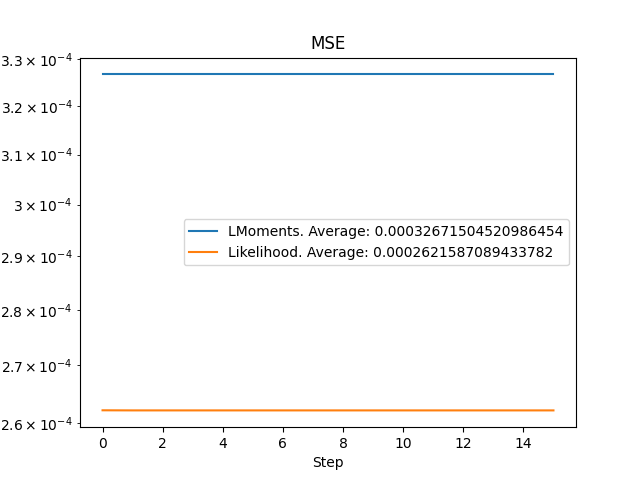 MSE
3.3 × 10⁻⁴
3.2 × 10⁻⁴
3.1 × 10⁻⁴
3 × 10⁻⁴
2.9 × 10⁻⁴
2.8 × 10⁻⁴
2.7 × 10⁻⁴
2.6 × 10⁻⁴
LMoments. Average: 0.00032671504520986454
Likelihood. Average: 0.0002621587089433782
0 2 4 6 8 10 12 14
Step